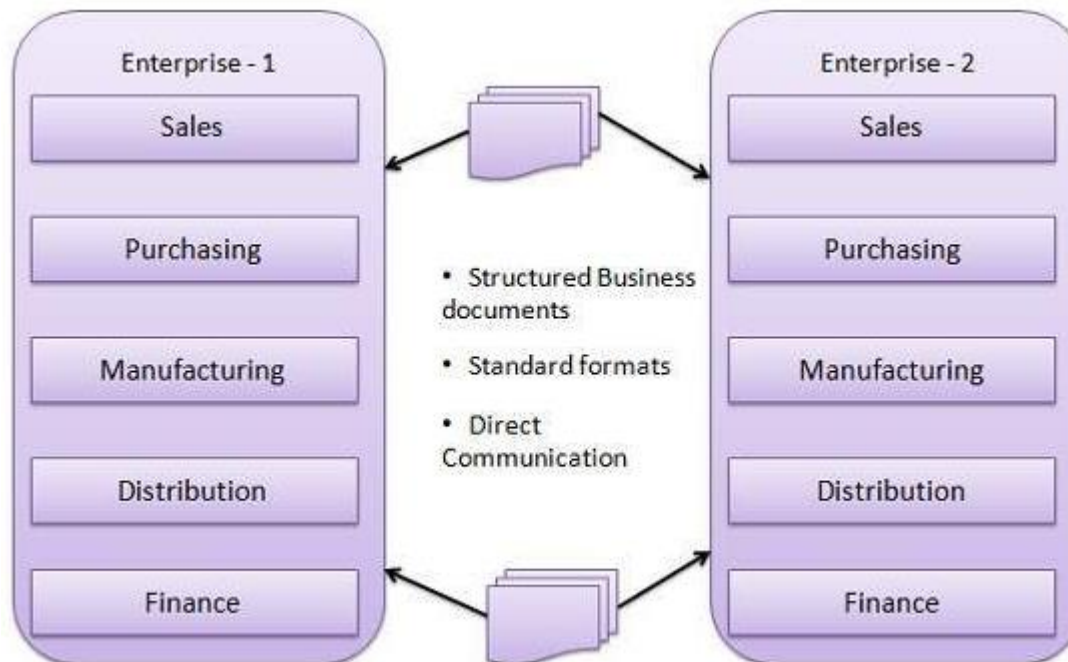 Enterprise - 1
Sales
Purchasing
Manufacturing
Distribution
Finance
• Structured Business
documents
• Standard formats
• Direct
Communication
Enterprise - 2
Sales
Purchasing
Manufacturing
Distribution
Finance